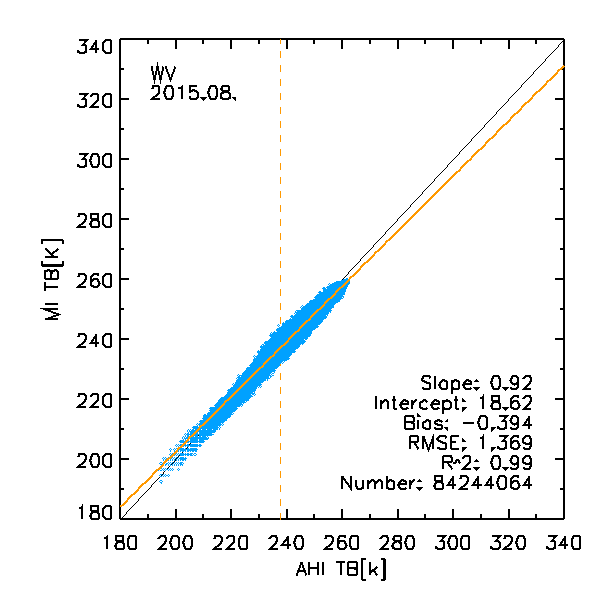 WV
2015.08.
340
320
300
280
260
240
220
200
180
MI TB[K]
Slope: 0.92
Intercept: 18.62
Bias: -0.394
RMSE: 1.369
R^2: 0.99
Number: 84244064
180 200 220 240 260 280 300 320 340
AHI TB[k]